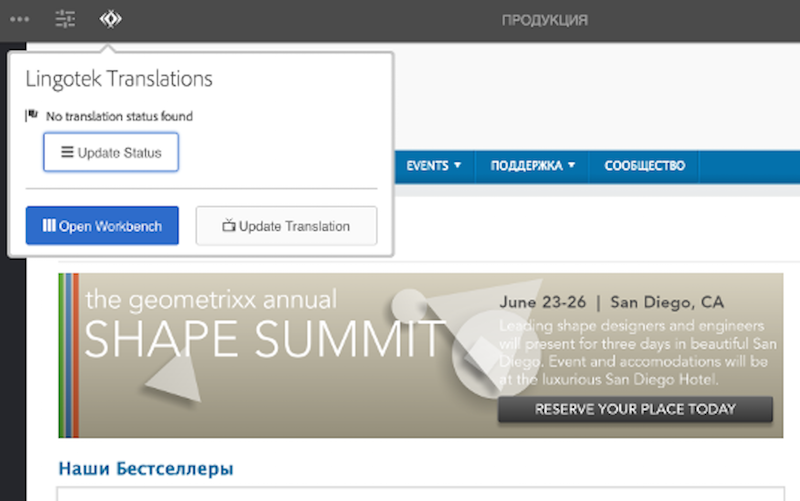 ПРОДУКЦИЯ
Lingotek Translations
No translation status found
Update Status
Open Workbench
Update Translation
EVENTS
ПОДДЕРЖКА
СООБЩЕСТВО
the geometrixx annual
SHAPE SUMMIT
June 23-26 | San Diego, CA
Leading shape designers and engineers
will present for three days in beautiful San
Diego. Event and accomodations will be
at the luxurious San Diego Hotel.
RESERVE YOUR PLACE TODAY
Наши Бестселлеры